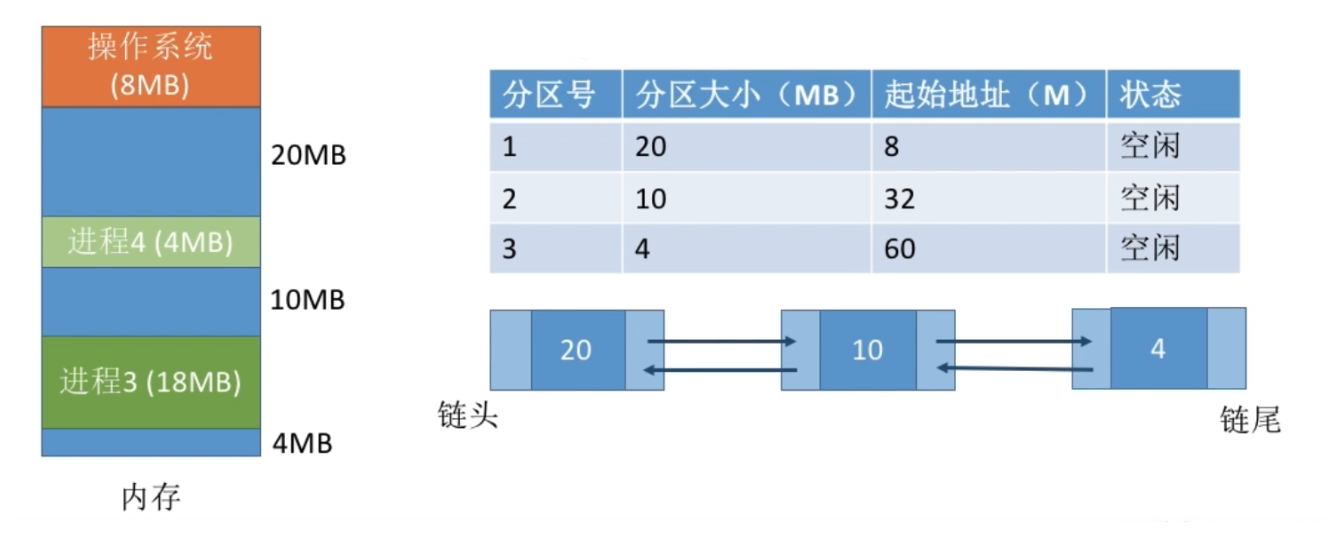 操作系统
(8MB)
20MB
进程4 (4MB)
10MB
进程3 (18MB)
4MB
内存
分区号 分区大小（MB） 起始地址（M） 状态
1 20 8 空闲
2 10 32 空闲
3 4 60 空闲
20 10 4
链头 链尾